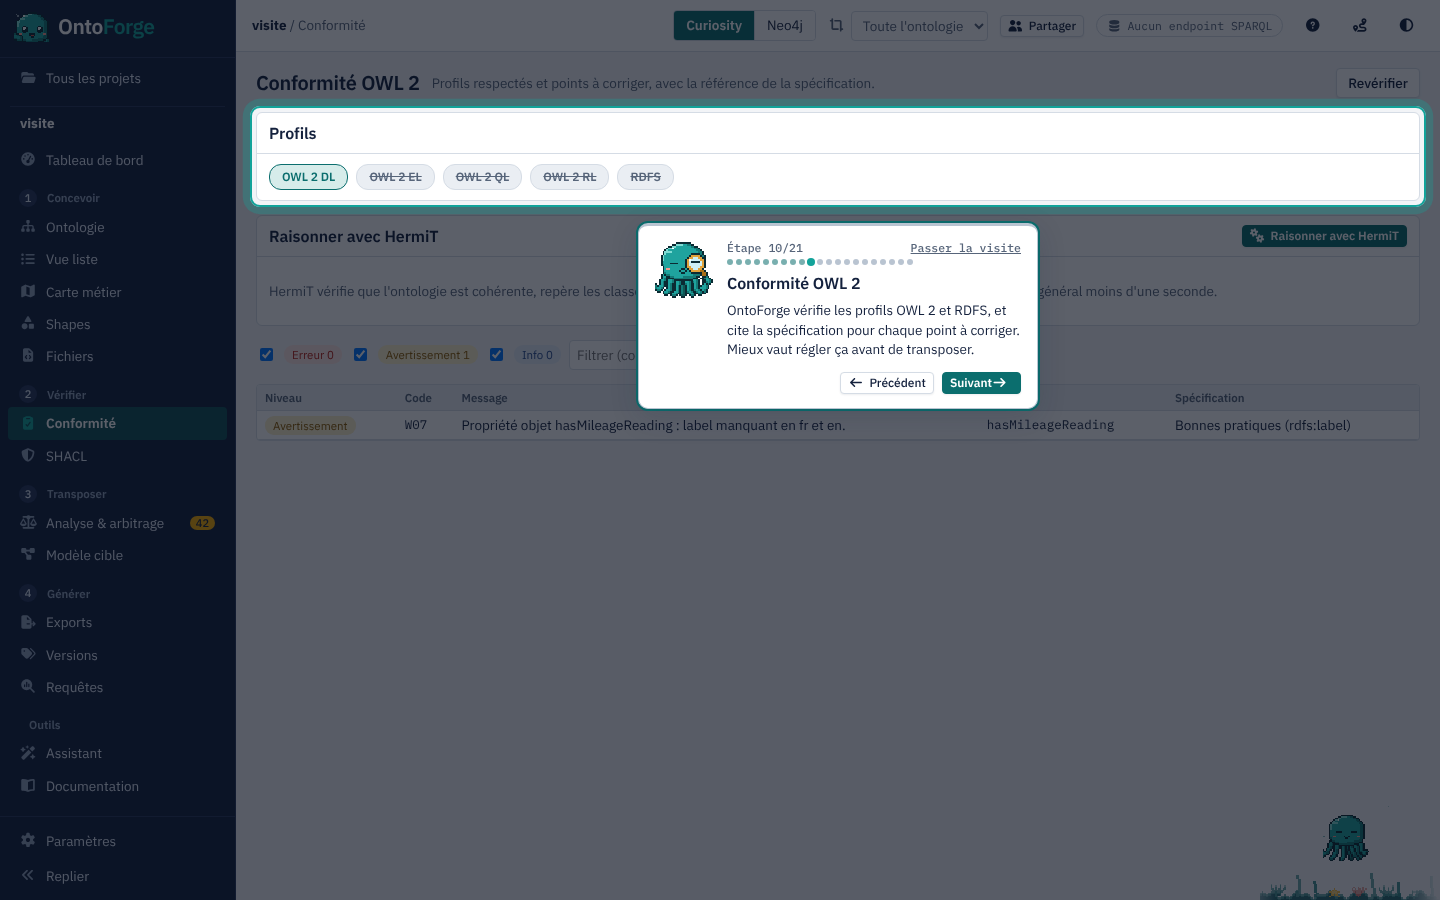 OntoForge
visite / Conformité
Curiosity
Neo4j
Toute l'ontologie
Partager
Aucun endpoint SPARQL
Tous les projets
visite
Tableau de bord
1 Concevoir
Ontologie
Vue liste
Carte métier
Shapes
Fichiers
2 Vérifier
Conformité
SHACL
3 Transposer
Analyse & arbitrage 42
Modèle cible
4 Générer
Exports
Versions
Requêtes
Outils
Assistant
Documentation
Paramètres
Replier
Conformité OWL 2 Profils respectés et points à corriger, avec la référence de la spécification.
Revérifier
Profils
OWL 2 DL OWL 2 EL OWL 2 QL OWL 2 RL RDFS
Raisonner avec HermiT
Raisonner avec HermiT
HermiT vérifie que l'ontologie est cohérente, repère les
général moins d'une seconde.
Étape 10/21 Passer la visite
Conformité OWL 2
OntoForge vérifie les profils OWL 2 et RDFS, et
cite la spécification pour chaque point à corriger.
Mieux vaut régler ça avant de transposer.
Précédent Suivant
Erreur 0 Avertissement 1 Info 0 Filtrer
Niveau Code Message Spécification
Avertissement W07 Propriété objet hasMileageReading : label manquant en fr et en. hasMileageReading Bonnes pratiques (rdfs:label)